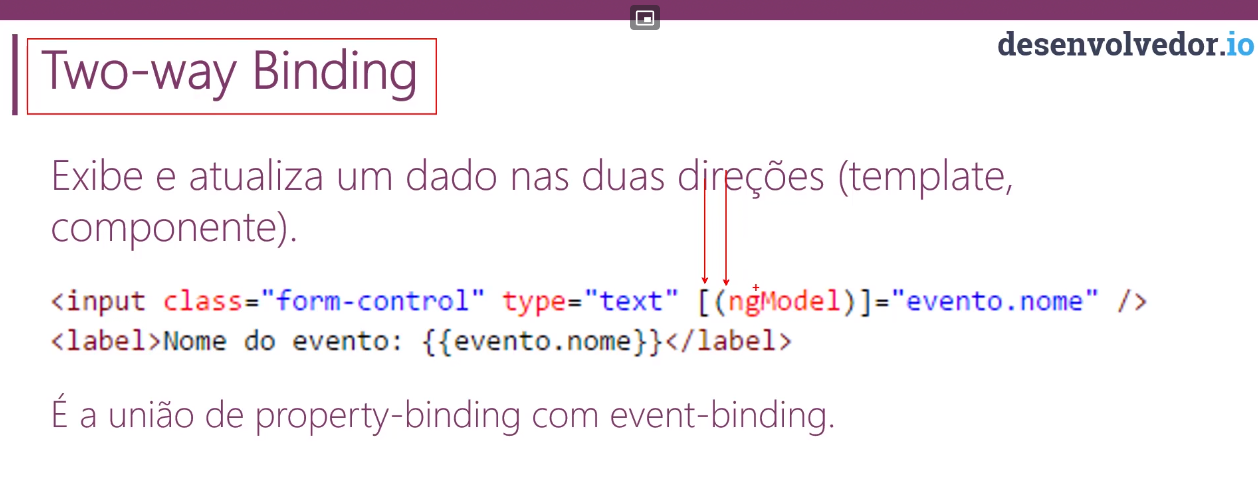 desenvolvedor.io
Two-way Binding
Exibe e atualiza um dado nas duas direções (template,
componente).
<input class="form-control" type="text" [(ngModel)]="evento.nome" />
<label>Nome do evento: {{evento.nome}}</label>
É a união de property-binding com event-binding.